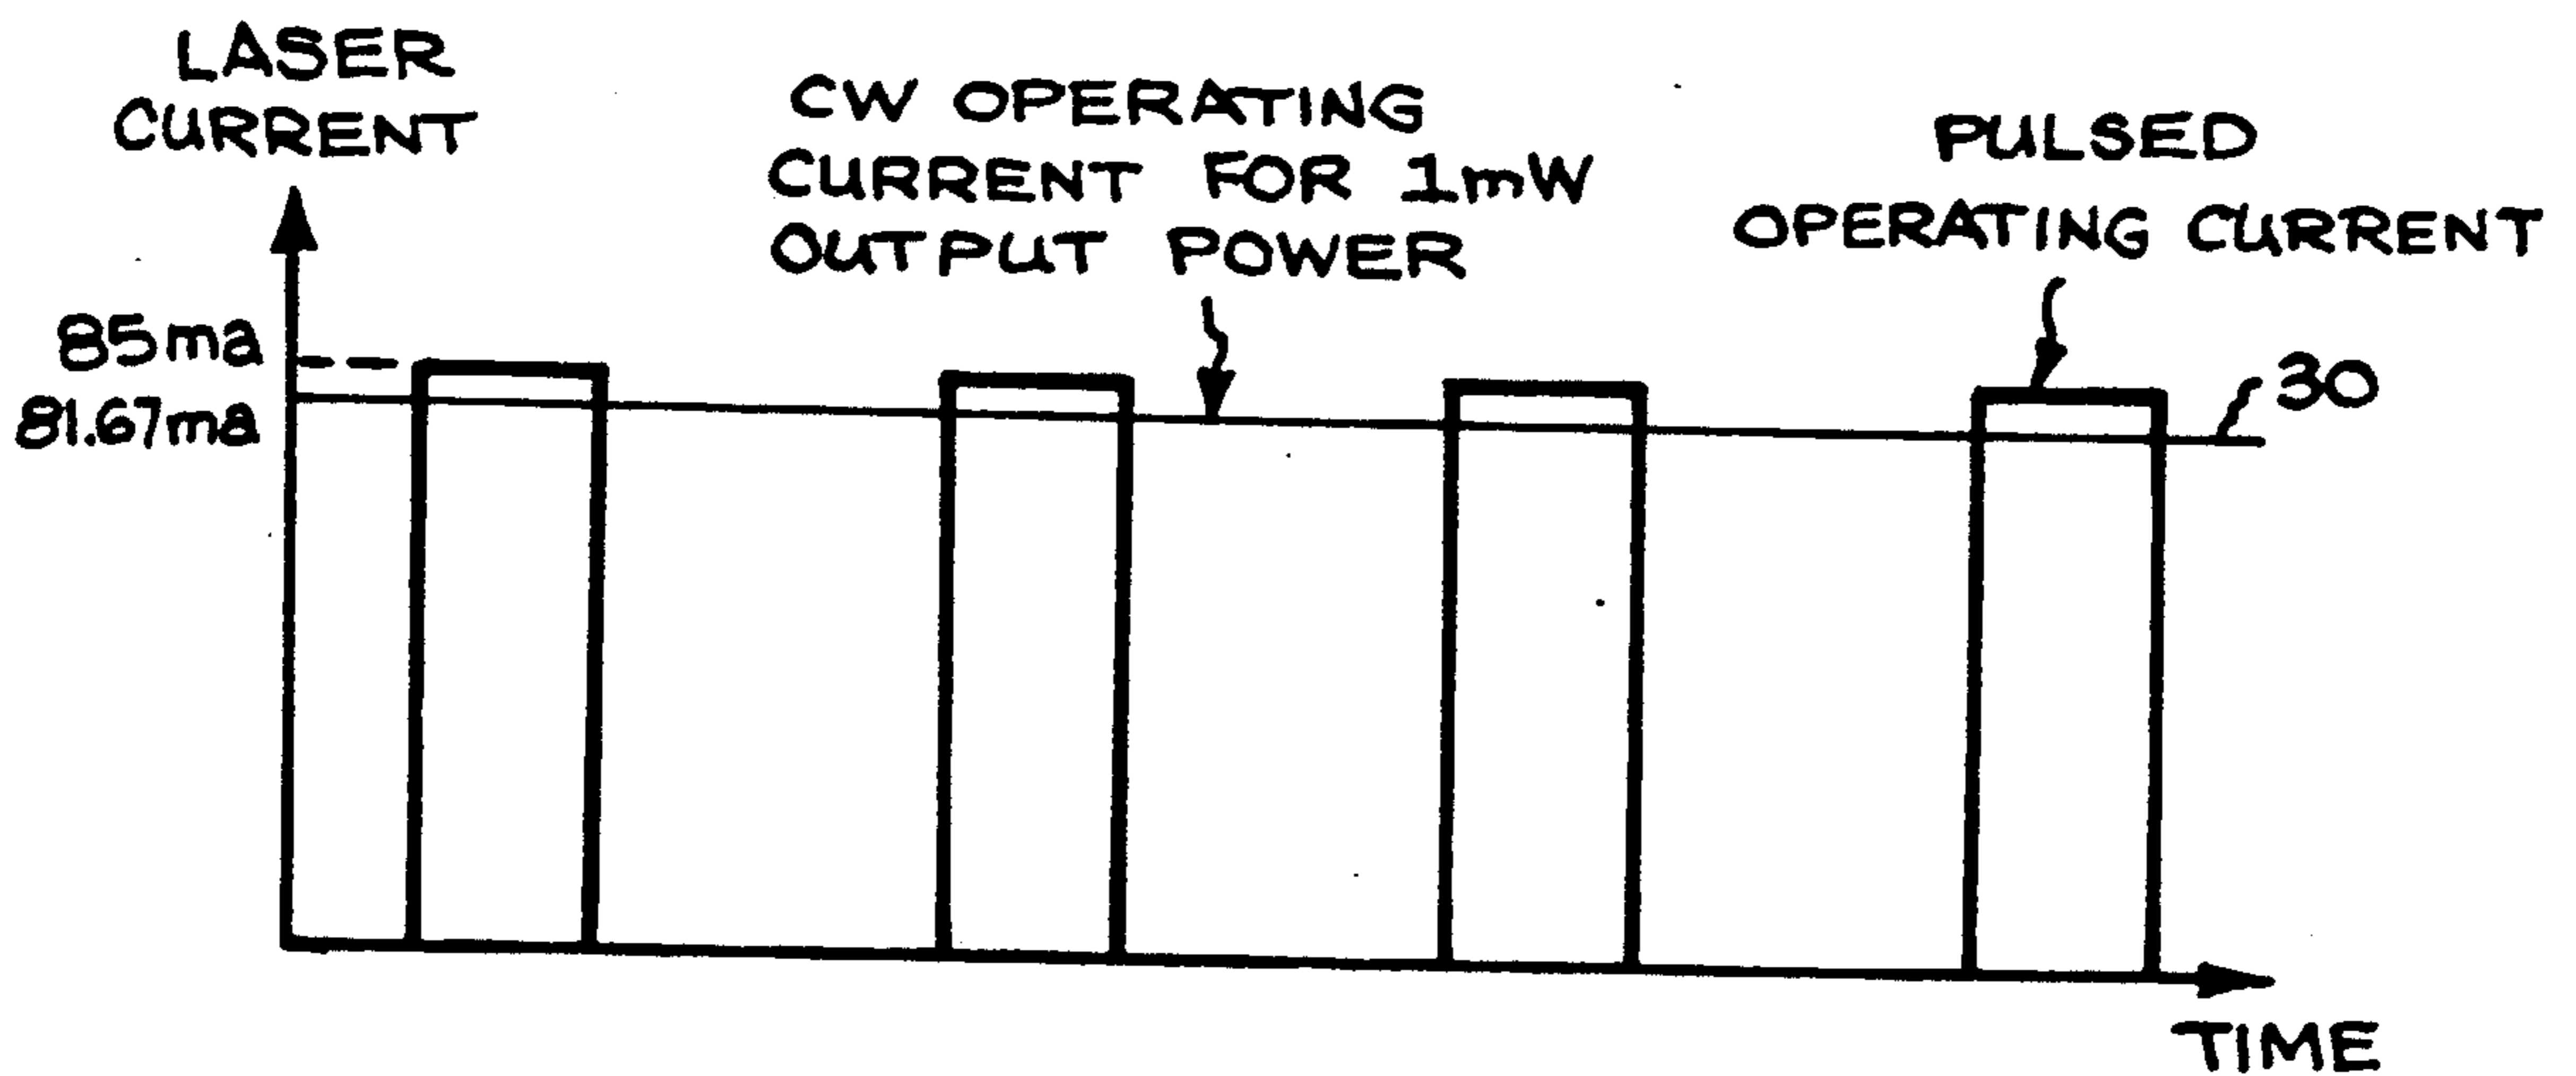 LASER
CURRENT
CW OPERATING
CURRENT FOR 1mW
OUTPUT POWER
PULSED
OPERATING CURRENT
85ma
81.67ma
30
TIME